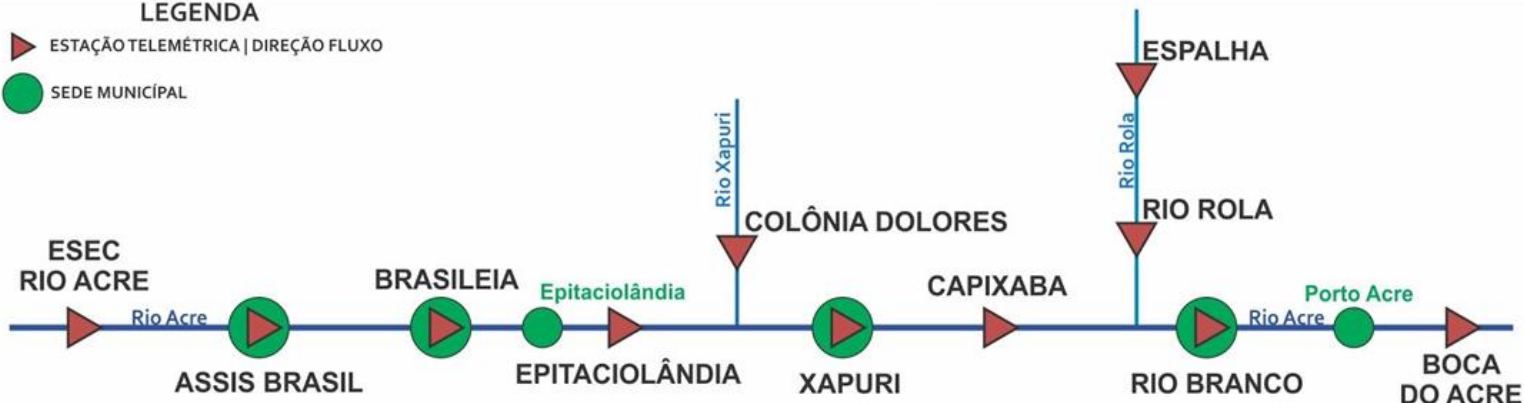 LEGENDA
ESTAÇÃO TELEMÉTRICA | DIREÇÃO FLUXO
SEDE MUNICÍPAL
ESPALHA
Rio Xapuri
Rio Rola
COLÔNIA DOLORES
RIO ROLA
ESEC
RIO ACRE
BRASILEIA
Epitaciolândia
CAPIXABA
Porto Acre
Rio Acre
Rio Acre
ASSIS BRASIL
EPITACIOLÂNDIA
XAPURI
RIO BRANCO
BOCA
DO ACRE